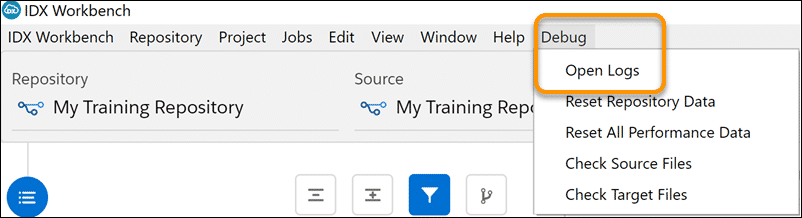 IDX IDX Workbench
IDX Workbench Repository Project Jobs Edit View Window Help Debug
Open Logs
Reset Repository Data
Reset All Performance Data
Check Source Files
Check Target Files
Repository
My Training Repository
Source
My Training Repo